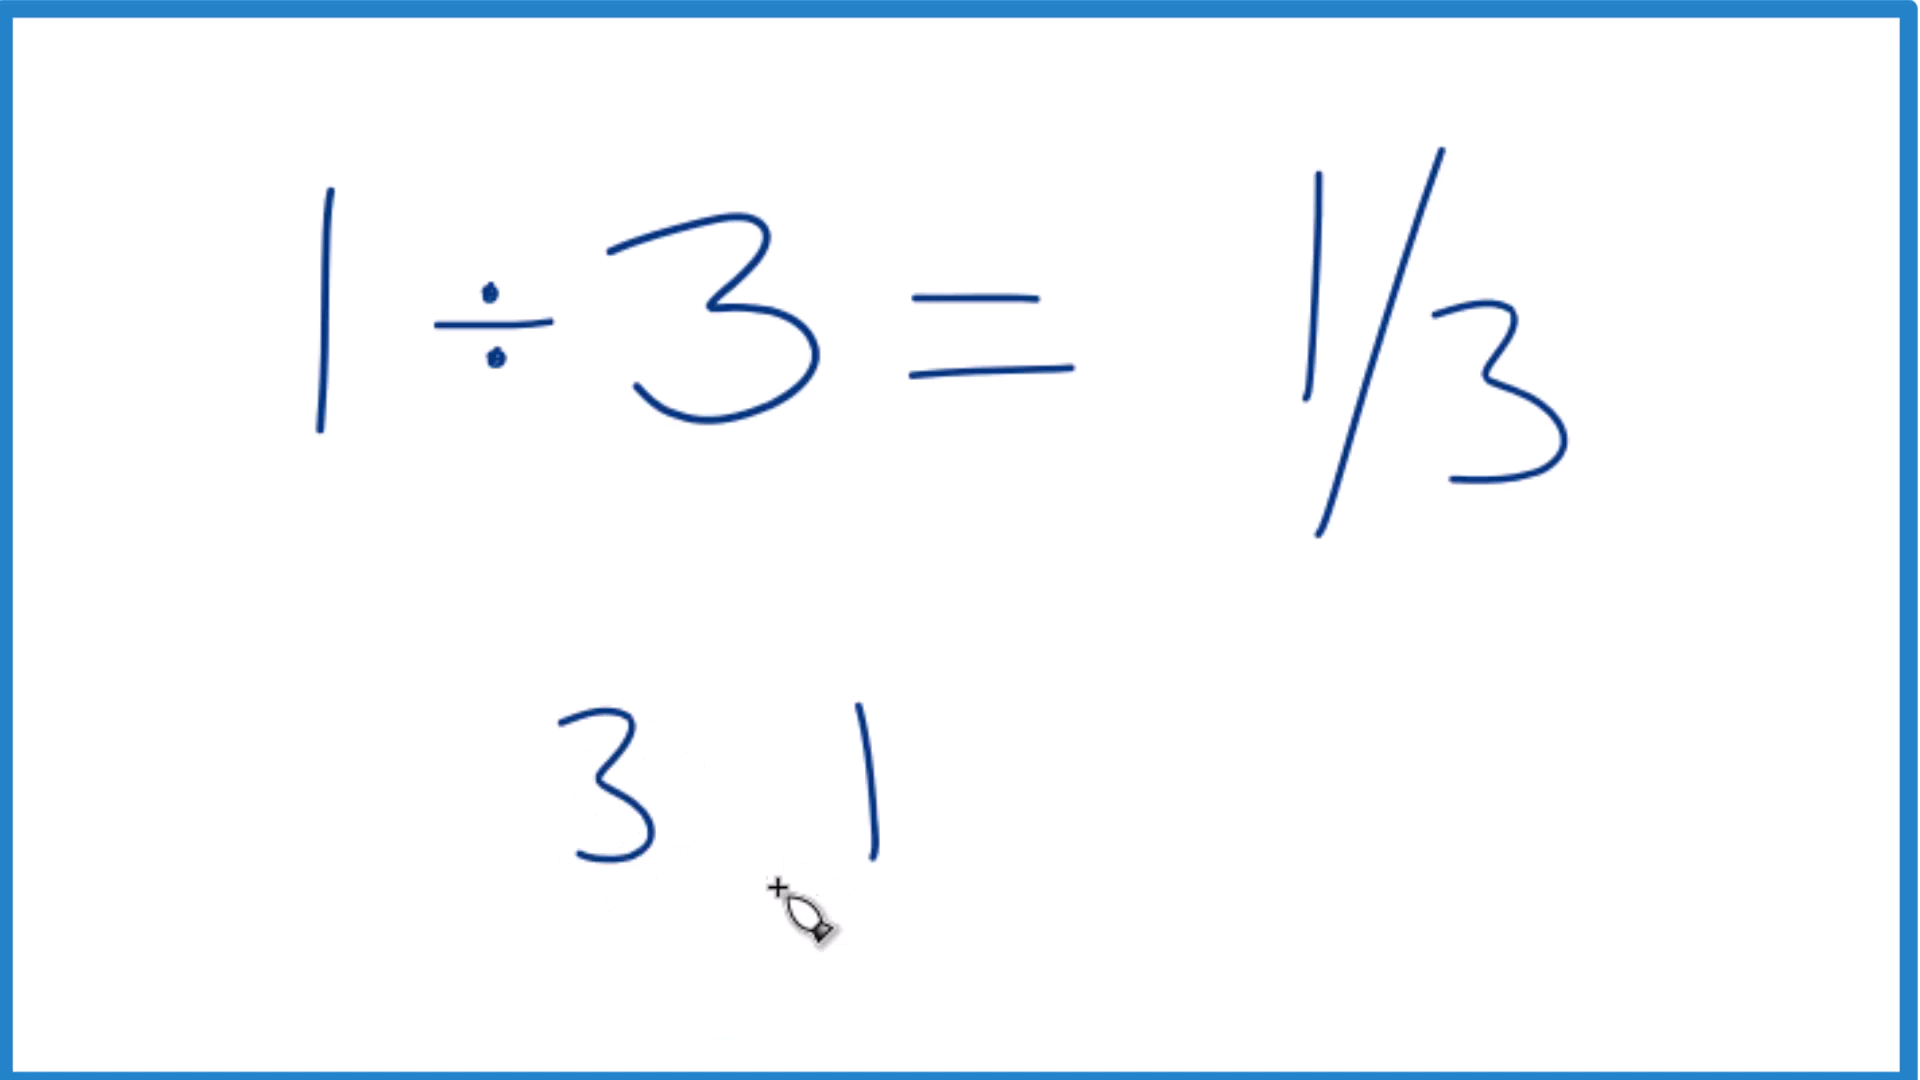 1 ÷ 3 = 1/3
3 1